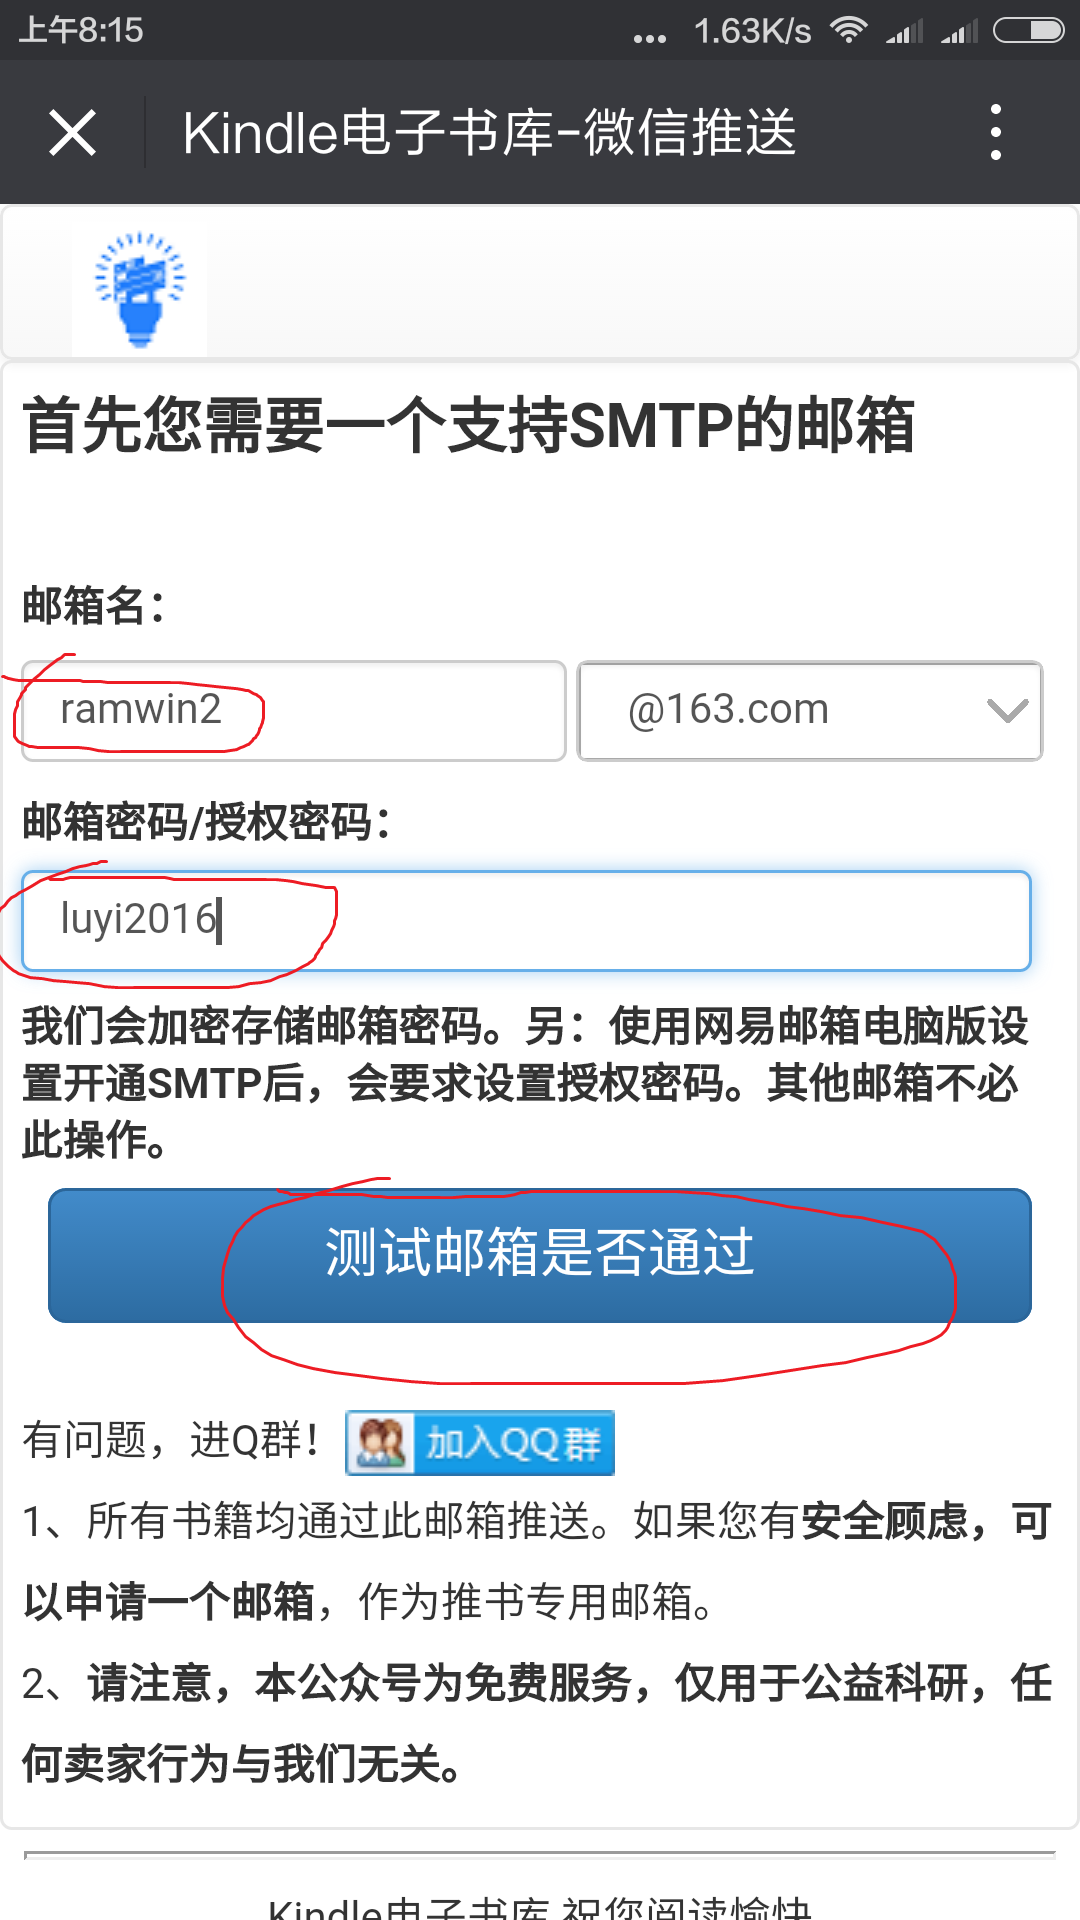 上午8:15
... 1.63K/s
Kindle电子书库-微信推送
首先您需要一个支持SMTP的邮箱
邮箱名：
ramwin2 @163.com
邮箱密码/授权密码：
luyi2016
我们会加密存储邮箱密码。另：使用网易邮箱电脑版设
置开通SMTP后，会要求设置授权密码。其他邮箱不必
此操作。
测试邮箱是否通过
有问题，进Q群！ 加入QQ群
1、所有书籍均通过此邮箱推送。如果您有安全顾虑，可
以申请一个邮箱，作为推书专用邮箱。
2、请注意，本公众号为免费服务，仅用于公益科研，任
何卖家行为与我们无关。
Kindle电子书库 祝您阅读愉快